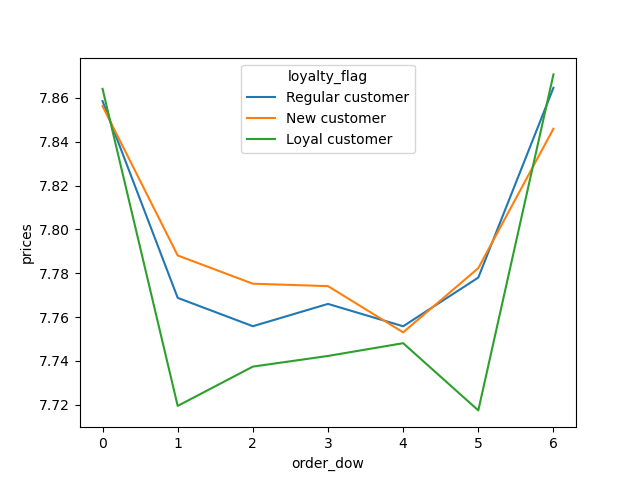 loyalty_flag
Regular customer
New customer
Loyal customer
7.86
7.84
7.82
7.80
7.78
7.76
7.74
7.72
prices
0 1 2 3 4 5 6
order_dow